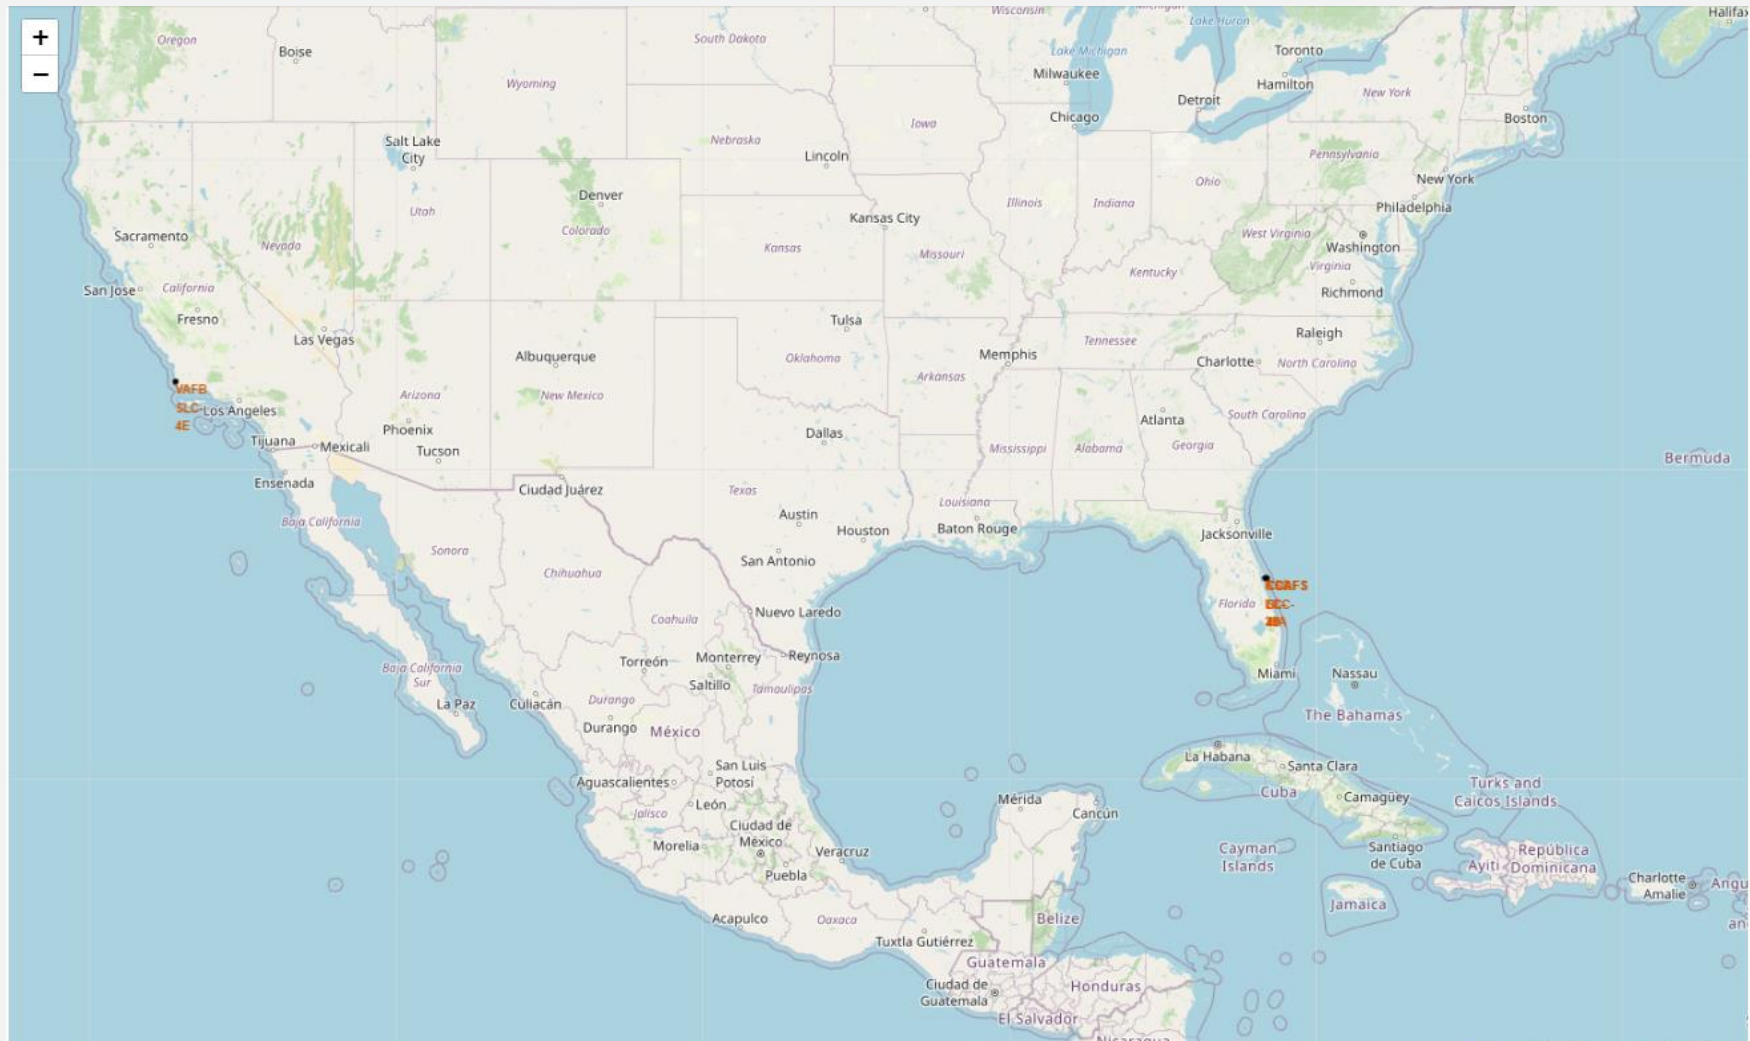 +
−
Oregon
Boise
South Dakota
Wisconsin
Lake Huron
Halifax
Wyoming
Lake Michigan
Milwaukee
Toronto
Hamilton
Detroit
New York
Chicago
Boston
Iowa
Nebraska
Salt Lake
City
Lincoln
Pennsylvania
New York
Ohio
Denver
Philadelphia
Utah
Colorado
Kansas City
Illinois
Indiana
Sacramento
Nevada
Kansas
Missouri
West Virginia
Washington
Virginia
Kentucky
San Jose
California
Richmond
Fresno
Las Vegas
Tulsa
Raleigh
Tennessee
Albuquerque
Oklahoma
Memphis
Charlotte
North Carolina
Arkansas
VAFB
SLC-
4E
Los Angeles
Arizona
New Mexico
Phoenix
Dallas
Atlanta
South Carolina
Tijuana
Mexicali
Tucson
Mississippi
Alabama
Georgia
Bermuda
Ensenada
Ciudad Juárez
Texas
Louisiana
Baja California
Austin
Houston
Baton Rouge
Jacksonville
Sonora
San Antonio
Chihuahua
Florida
Coahuila
Nuevo Laredo
Torreón
Monterrey
Reynosa
Baja California
Sur
Saltillo
Tamaulipas
Miami
Nassau
La Paz
Culiacán
Durango
Durango
México
The Bahamas
La Habana
Santa Clara
San Luis
Potosí
Aguascalientes
Cuba
Camagüey
Turks and
Caicos Islands
León
Jalisco
Mérida
Cancún
Ciudad de
México
Morelia
Veracruz
Puebla
Cayman
Islands
Santiago
de Cuba
Ayiti
República
Dominicana
Charlotte
Amalie
Jamaica
Acapulco
Oaxaca
Belize
Tuxtla Gutiérrez
Guatemala
Ciudad de
Guatemala
Honduras
El Salvador
Nicaragua